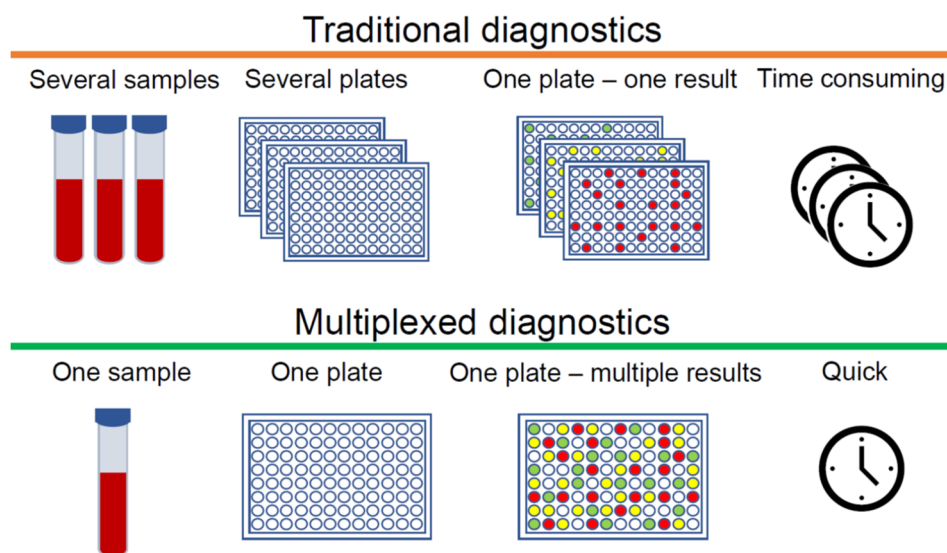 Traditional diagnostics
Several samples
Several plates
One plate – one result
Time consuming
Multiplexed diagnostics
One sample
One plate
One plate – multiple results
Quick